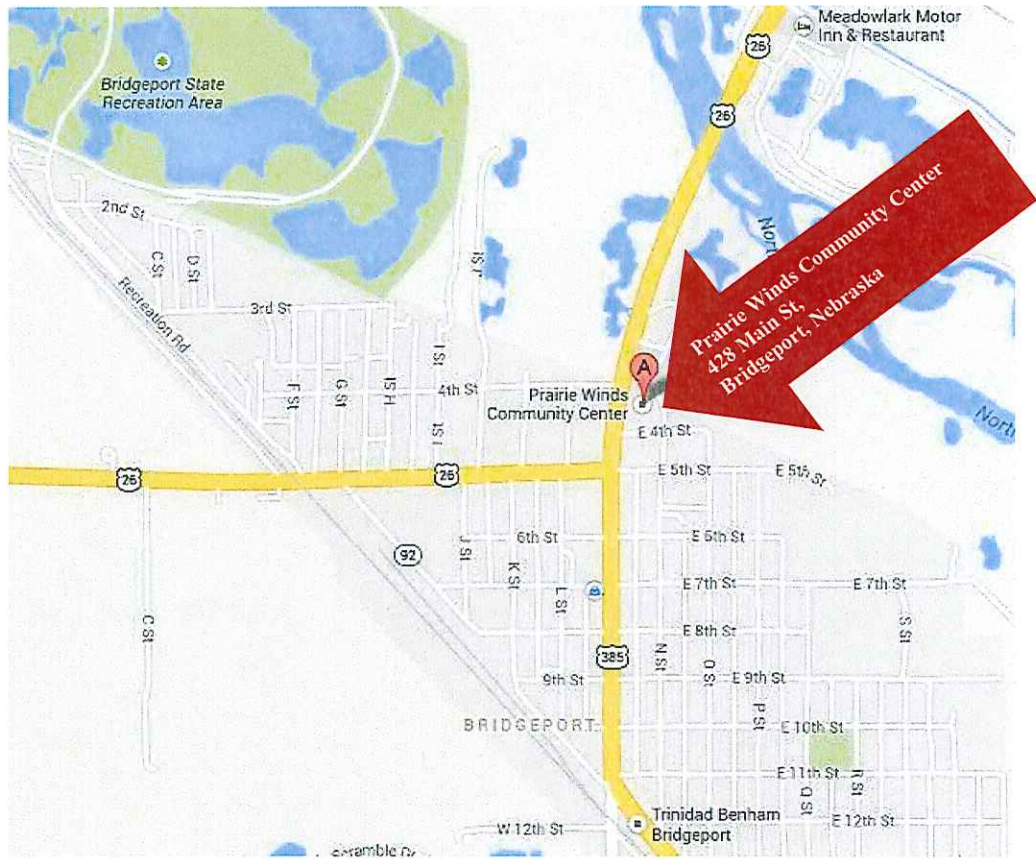 Meadowlark Motor
Inn & Restaurant
26
Bridgeport State
Recreation Area
26
Prairie Winds Community Center
428 Main St,
Bridgeport, Nebraska
2nd St
C St
D St
Recreation Rd
3rd St
I St
F St
G St
H St
4th St
A
Prairie Winds
Community Center
E 4th St
26
26
E 5th St
E 5th St
92
J St
K St
6th St
L St
E 6th St
E 7th St
E 7th St
C St
S St
E 8th St
385
N St
O St
9th St
E 9th St
P St
BRIDGEPORT
E 10th St
E 11th St
Q St
R St
Trinidad Benham
Bridgeport
W 12th St
E 12th St
Scramble Dr